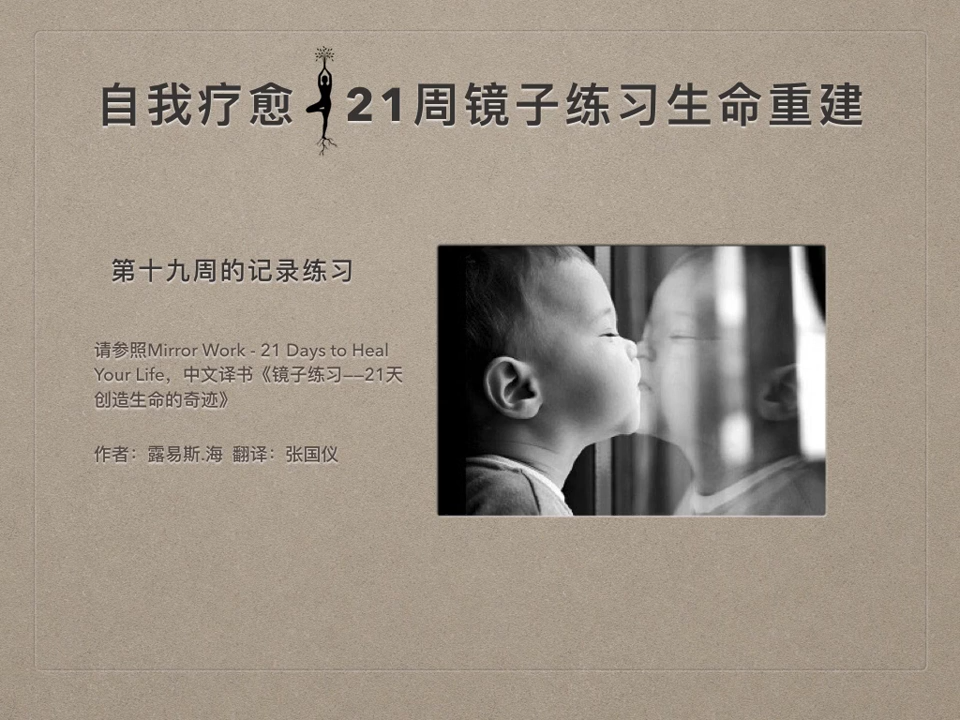 自我疗愈 21周镜子练习生命重建
第十九周的记录练习
请参照Mirror Work - 21 Days to Heal
Your Life，中文译书《镜子练习——21天
创造生命的奇迹》
作者：露易斯.海 翻译：张国仪